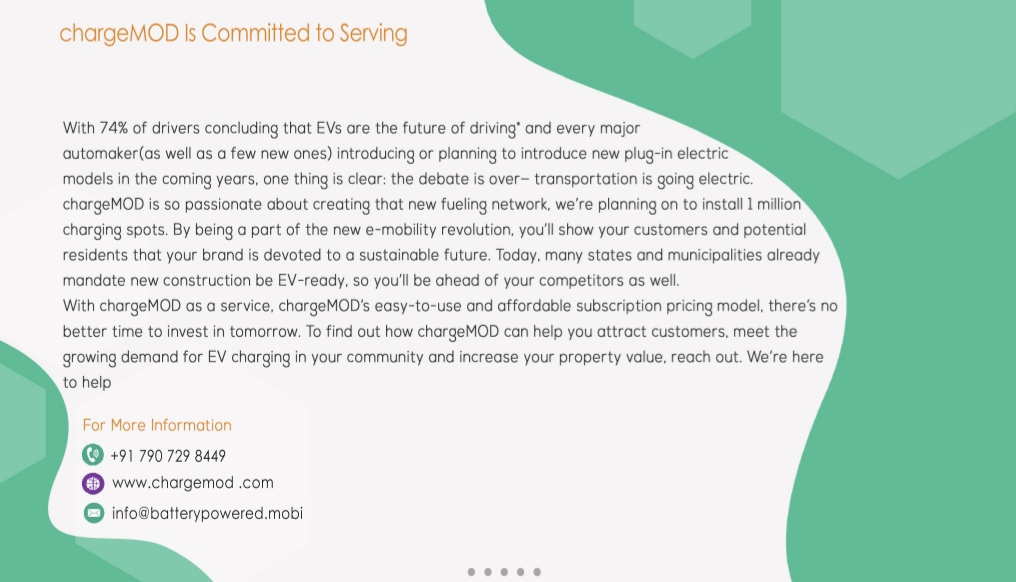 chargeMOD Is Committed to Serving
With 74% of drivers concluding that EVs are the future of driving* and every major
automaker(as well as a few new ones) introducing or planning to introduce new plug-in electric
models in the coming years, one thing is clear: the debate is over– transportation is going electric.
chargeMOD is so passionate about creating that new fueling network, we're planning on to install 1 million
charging spots. By being a part of the new e-mobility revolution, you'll show your customers and potential
residents that your brand is devoted to a sustainable future. Today, many states and municipalities already
mandate new construction be EV-ready, so you'll be ahead of your competitors as well.
With chargeMOD as a service, chargeMOD's easy-to-use and affordable subscription pricing model, there's no
better time to invest in tomorrow. To find out how chargeMOD can help you attract customers, meet the
growing demand for EV charging in your community and increase your property value, reach out. We're here
to help
For More Information
+91 790 729 8449
www.chargemod .com
info@batterypowered.mobi